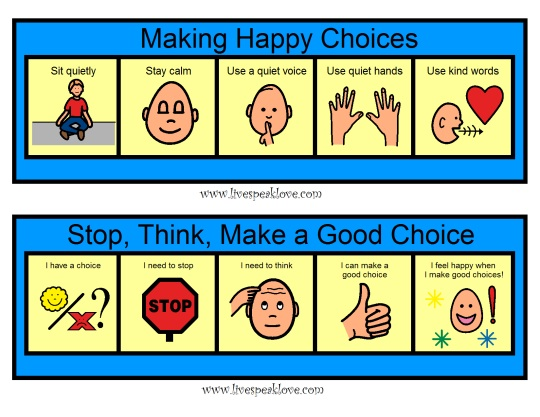 Making Happy Choices
Sit quietly
Stay calm
Use a quiet voice
Use quiet hands
Use kind words
www.livespeaklove.com
Stop, Think, Make a Good Choice
I have a choice
I need to stop
I need to think
I can make a
good choice
I feel happy when
I make good choices!
?
STOP
!
www.livespeaklove.com